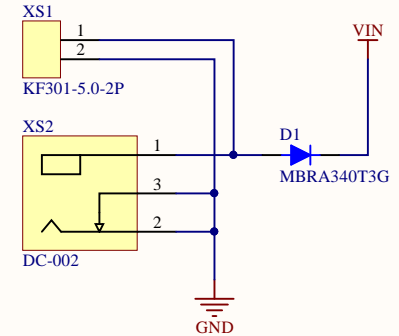 XS1
1
2
KF301-5.0-2P
VIN
XS2
1
3
2
DC-002
D1
MBRA340T3G
GND